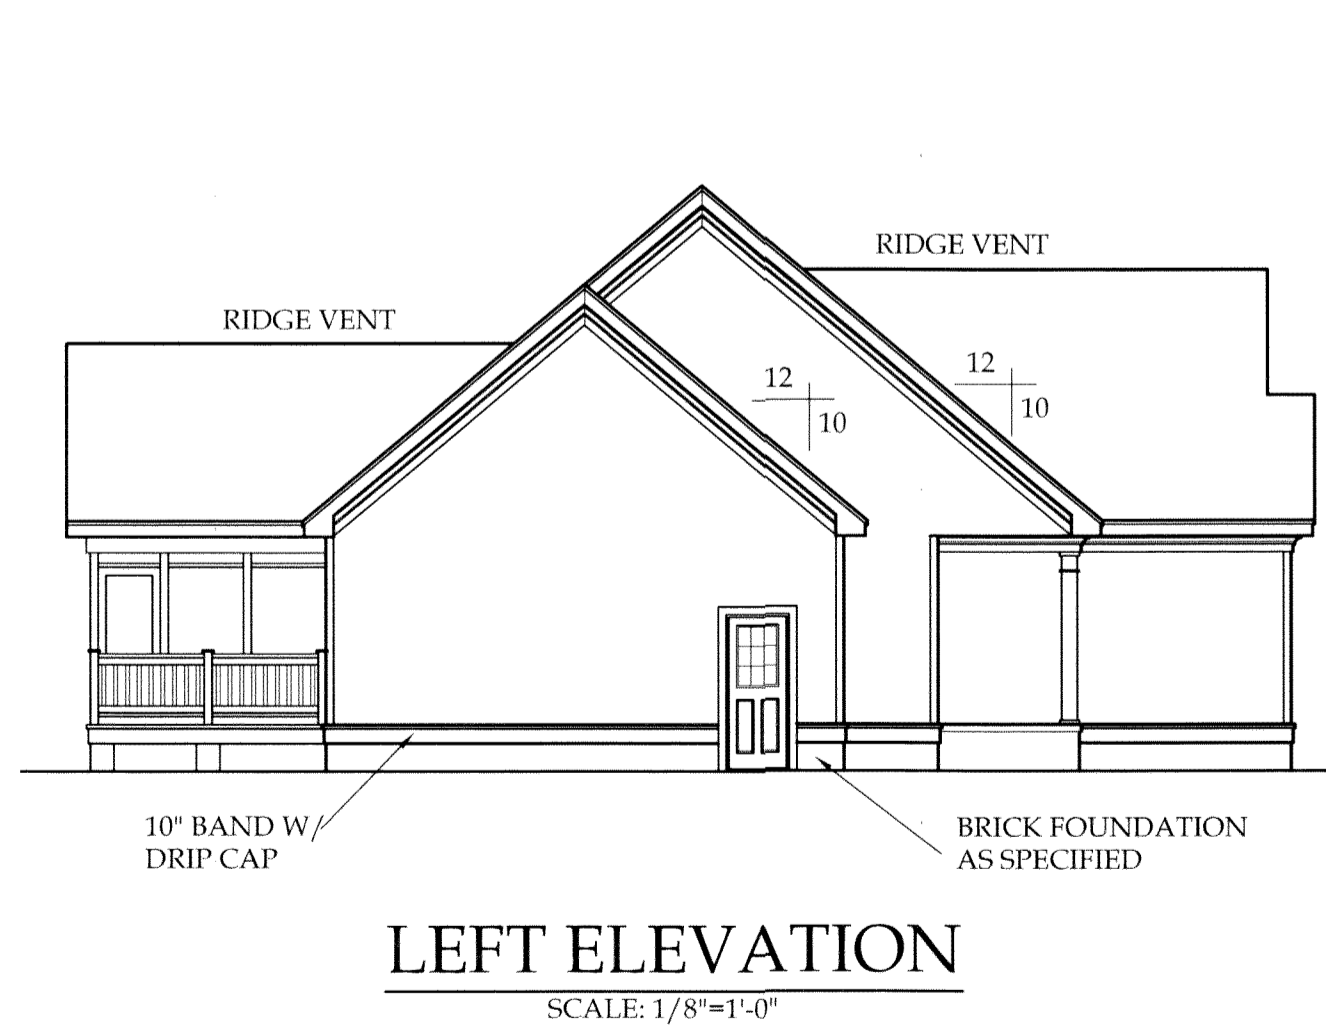 RIDGE VENT
RIDGE VENT
12
10
12
10
10" BAND W/
DRIP CAP
BRICK FOUNDATION
AS SPECIFIED
LEFT ELEVATION
SCALE: 1/8"=1'-0"